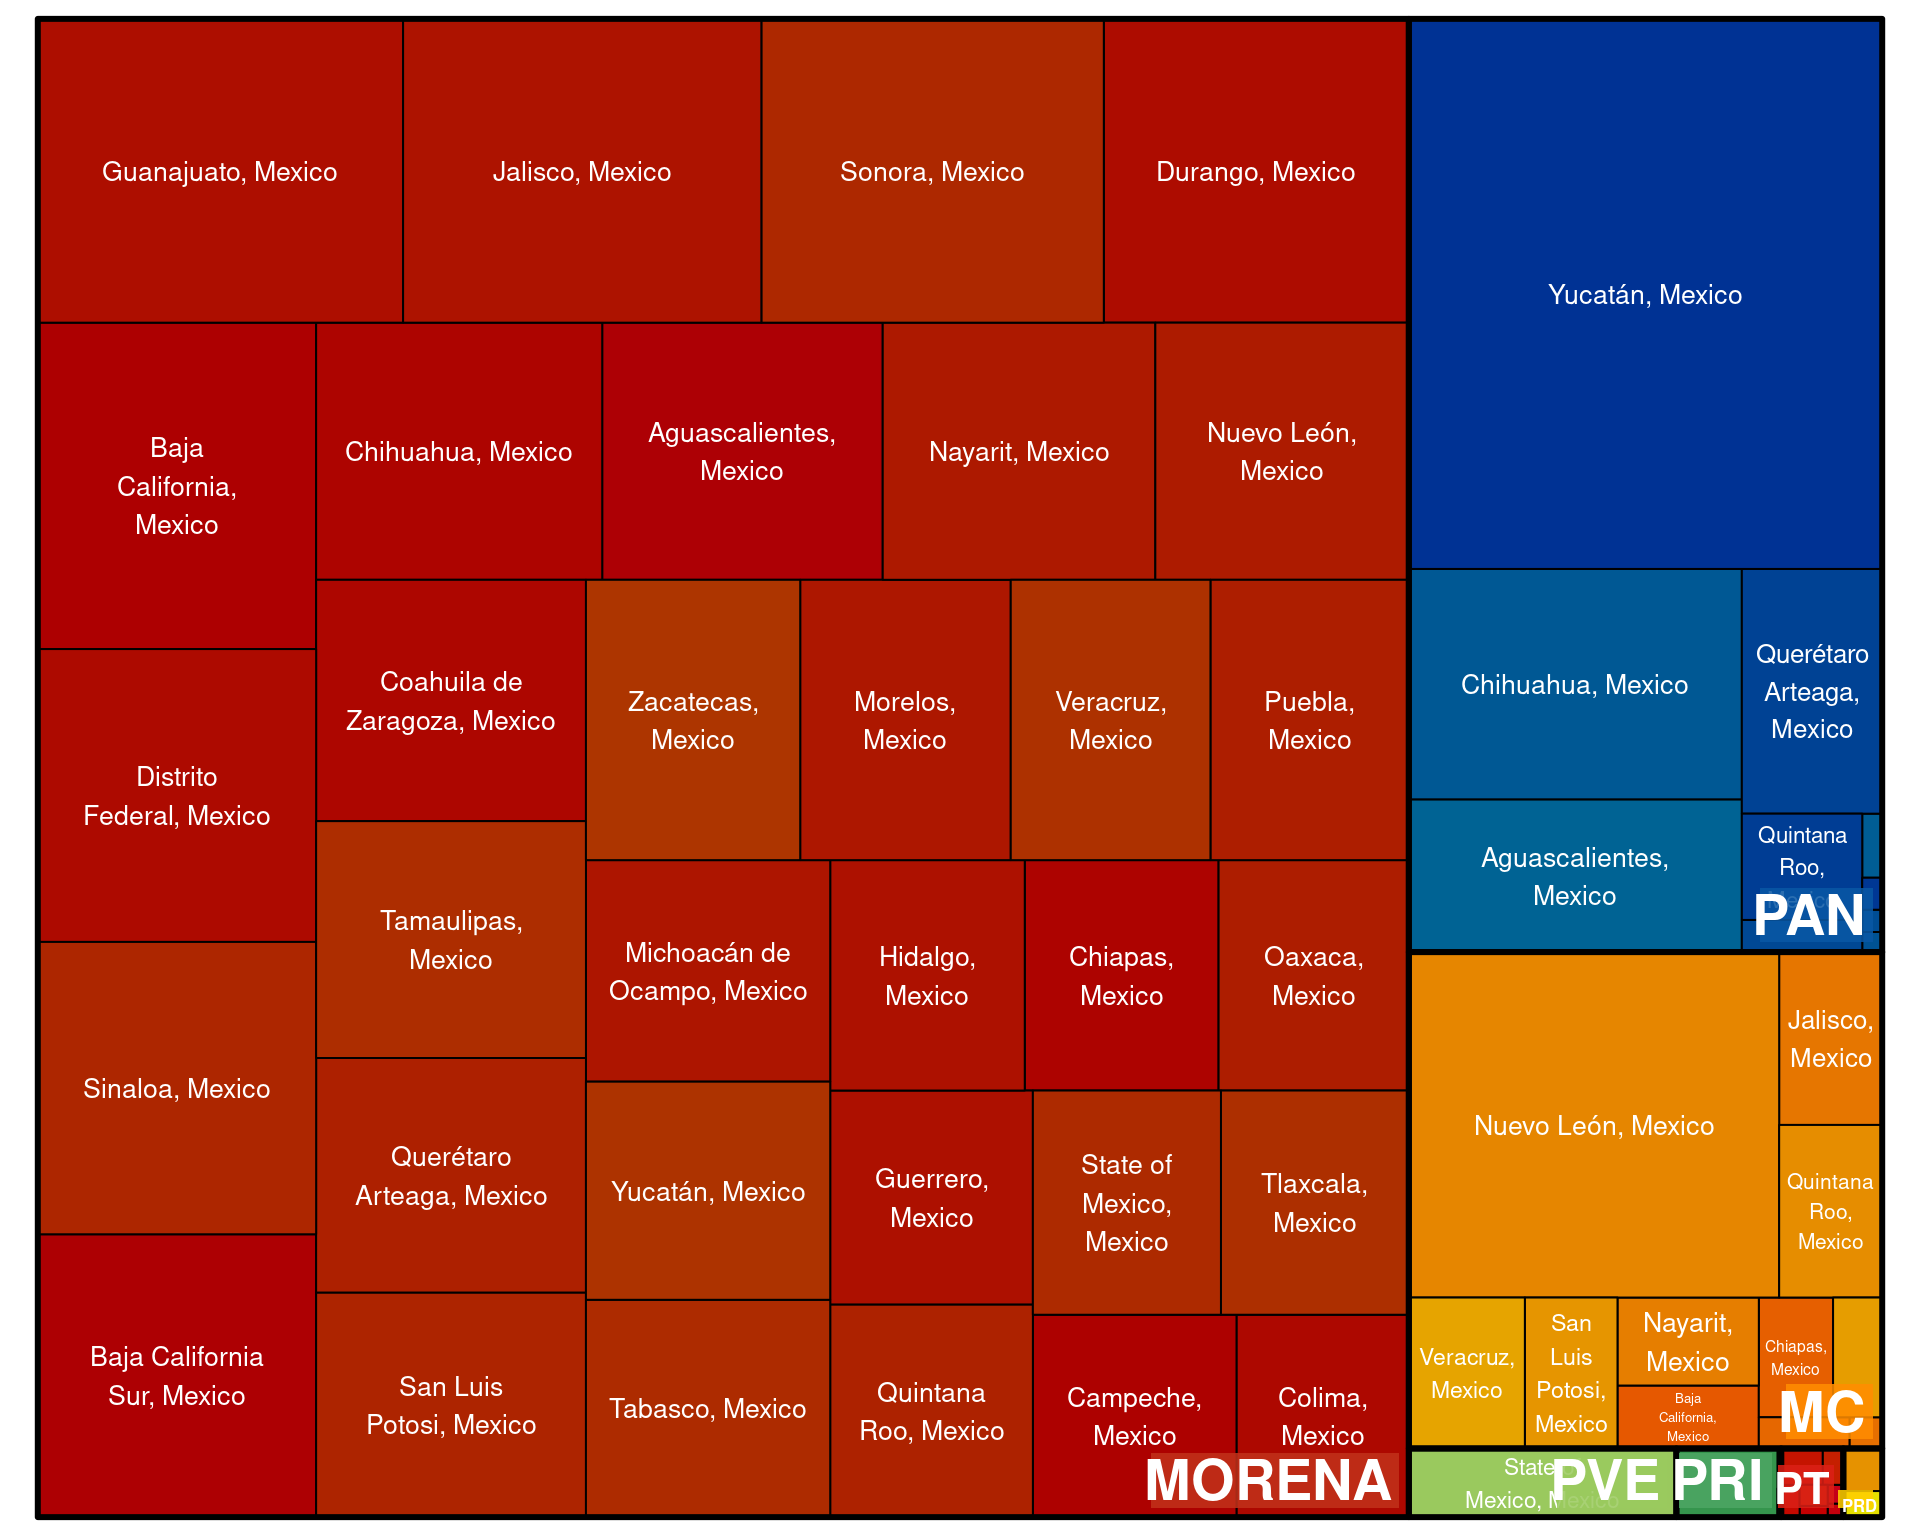 Guanajuato, Mexico
Jalisco, Mexico
Sonora, Mexico
Durango, Mexico
Baja
California,
Mexico
Chihuahua, Mexico
Aguascalientes,
Mexico
Nayarit, Mexico
Nuevo León,
Mexico
Distrito
Federal, Mexico
Coahuila de
Zaragoza, Mexico
Zacatecas,
Mexico
Morelos,
Mexico
Veracruz,
Mexico
Puebla,
Mexico
Tamaulipas,
Mexico
Michoacán de
Ocampo, Mexico
Hidalgo,
Mexico
Chiapas,
Mexico
Oaxaca,
Mexico
Sinaloa, Mexico
Querétaro
Arteaga, Mexico
Yucatán, Mexico
Guerrero,
Mexico
State of
Mexico,
Mexico
Tlaxcala,
Mexico
Baja California
Sur, Mexico
San Luis
Potosi, Mexico
Tabasco, Mexico
Quintana
Roo, Mexico
Campeche,
Mexico
Colima,
Mexico
MORENA
Yucatán, Mexico
Chihuahua, Mexico
Querétaro
Arteaga,
Mexico
Aguascalientes,
Mexico
Quintana
Roo,
Mexico
PAN
Nuevo León, Mexico
Jalisco,
Mexico
Quintana
Roo,
Mexico
Veracruz,
Mexico
San
Luis
Potosi,
Mexico
Nayarit,
Mexico
Baja
California,
Mexico
Chiapas,
Mexico
MC
State
Mexico, Mexico
PVE
PRI
PT
PRD